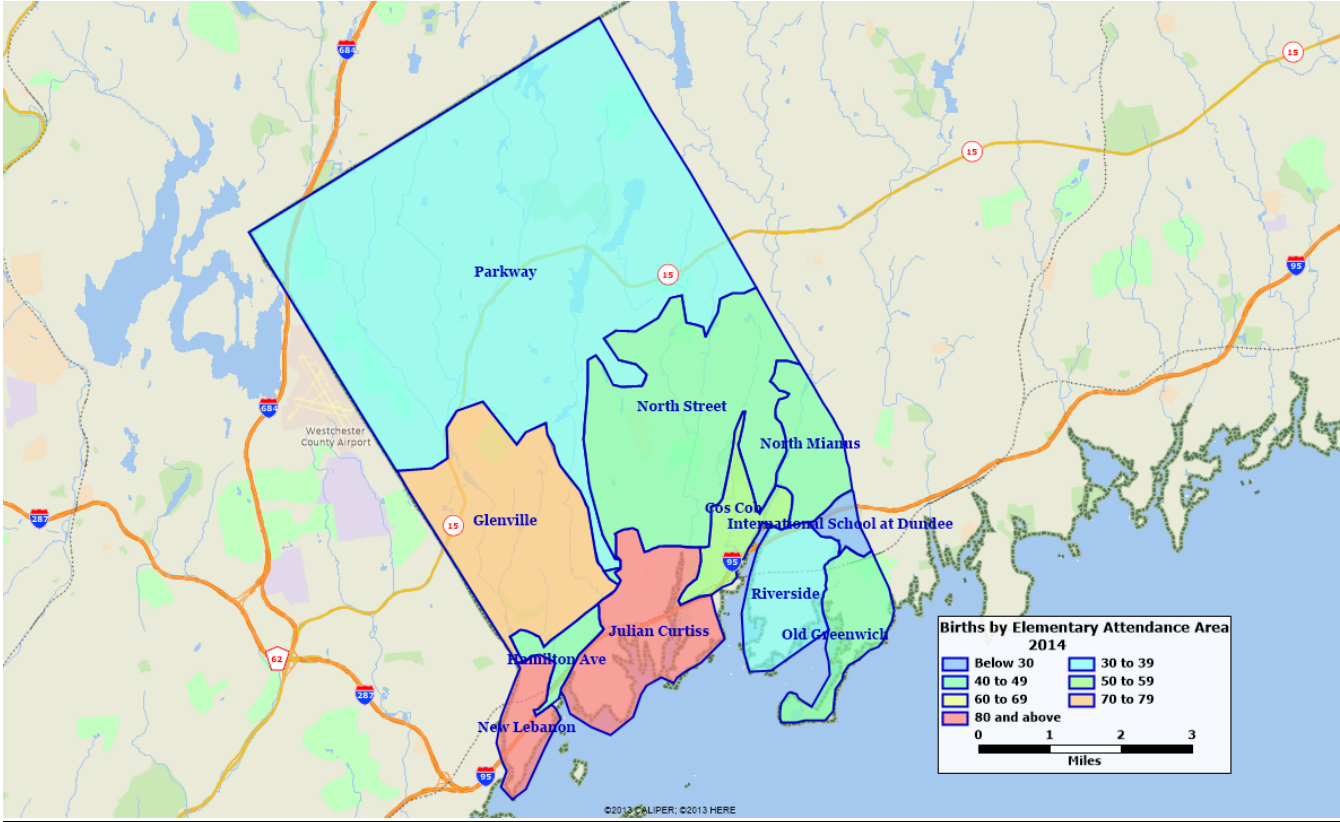 684
15
15
Parkway
15
95
684
North Street
Westchester
County Airport
North Mianus
Cos Cob
287
Glenville
15
International School at Dundee
95
Riverside
Julian Curtiss
Old Greenwich
Hamilton Ave
62
287
New Lebanon
95
Births by Elementary Attendance Area
2014
Below 30
30 to 39
40 to 49
50 to 59
60 to 69
70 to 79
80 and above
0 1 2 3
Miles
©2013 CALIPER; ©2013 HERE